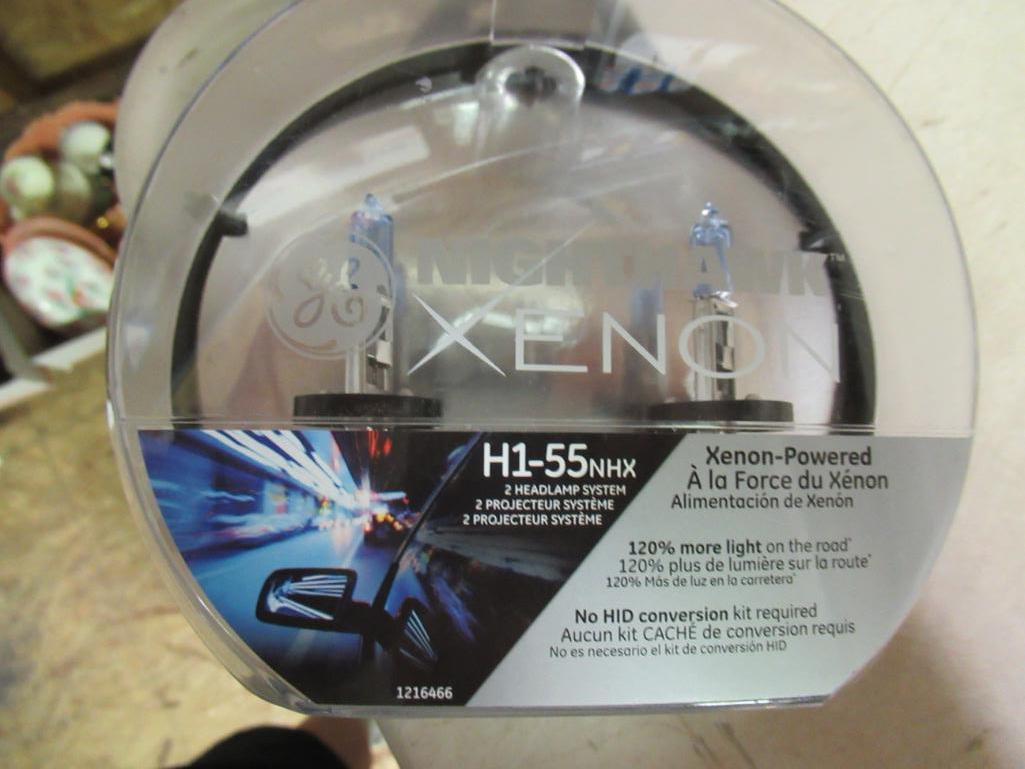 GE NIGHTHAWK™
XENON
H1-55NHX
2 HEADLAMP SYSTEM
2 PROJECTEUR SYSTÈME
2 PROJECTEUR SYSTÈME
1216466
Xenon-Powered
À la Force du Xénon
Alimentación de Xenón
120% more light on the road*
120% plus de lumière sur la route*
120% Más de luz en la carretera*
No HID conversion kit required
Aucun kit CACHÉ de conversion requis
No es necesario el kit de conversión HID